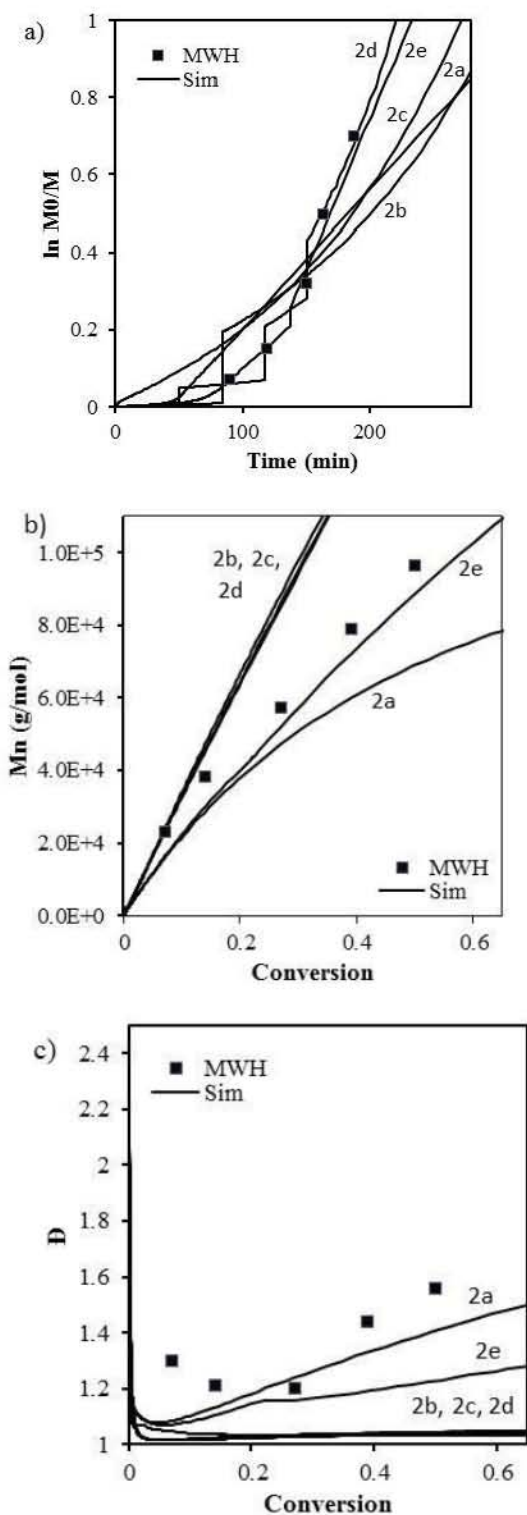 a)
MWH
Sim
2d
2e
2a
2c
2b
ln M0/M
1
0.8
0.6
0.4
0.2
0
0
100
200
Time (min)
b)
2b, 2c,
2d
2e
2a
MWH
Sim
Mn (g/mol)
1.0E+5
8.0E+4
6.0E+4
4.0E+4
2.0E+4
0.0E+0
0
0.2
0.4
0.6
Conversion
c)
MWH
Sim
2a
2e
2b, 2c, 2d
Đ
2.4
2.2
2
1.8
1.6
1.4
1.2
1
0
0.2
0.4
0.6
Conversion